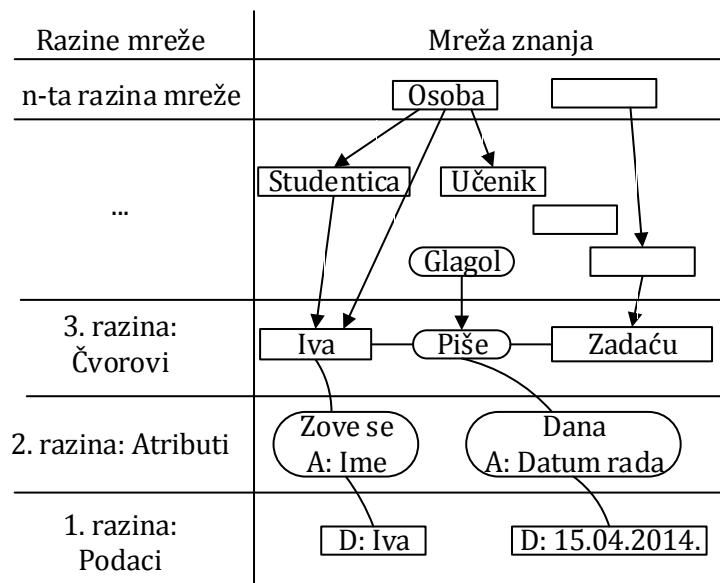 Razine mreže
Mreža znanja
n-ta razina mreže
Osoba
...
Studentica
Učenik
Glagol
3. razina:
Čvorovi
Iva
Piše
Zadaću
2. razina: Atributi
Zove se
A: Ime
Dana
A: Datum rada
1. razina:
Podaci
D: Iva
D: 15.04.2014.